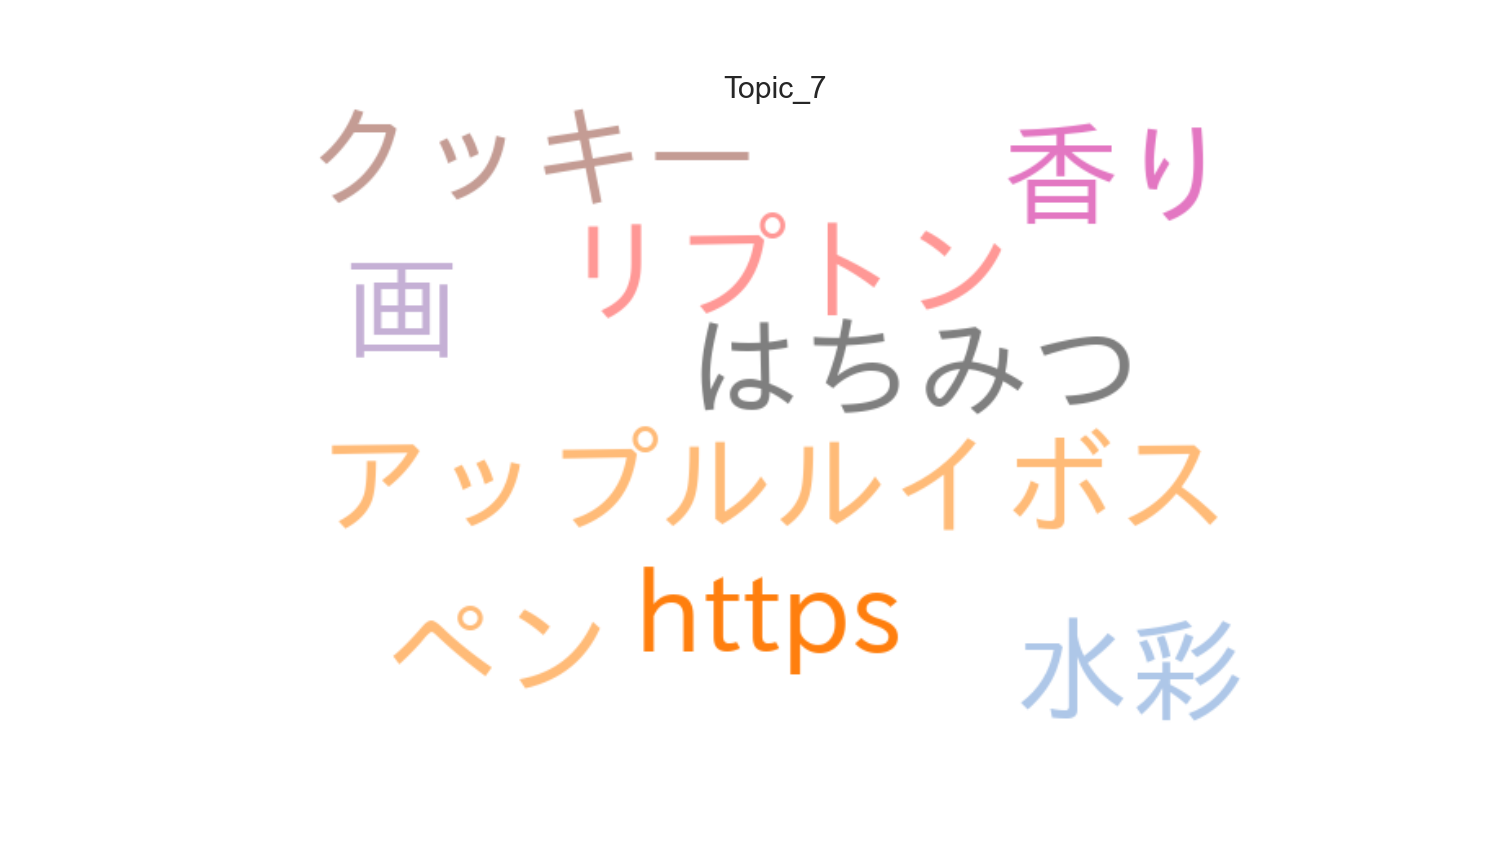 Topic_7
クッキー 香り
リプトン
画
はちみつ
アップルルイボス
https
ペン 水彩